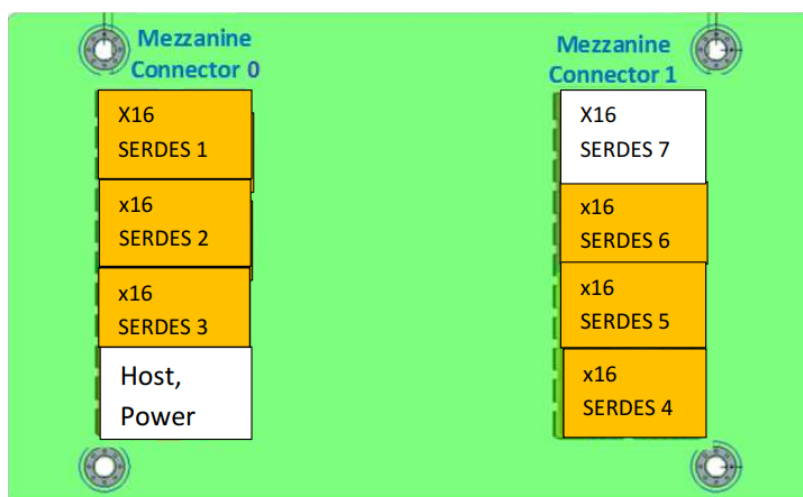 Mezzanine
Connector 0
X16
SERDES 1
x16
SERDES 2
x16
SERDES 3
Host,
Power
Mezzanine
Connector 1
X16
SERDES 7
x16
SERDES 6
x16
SERDES 5
x16
SERDES 4